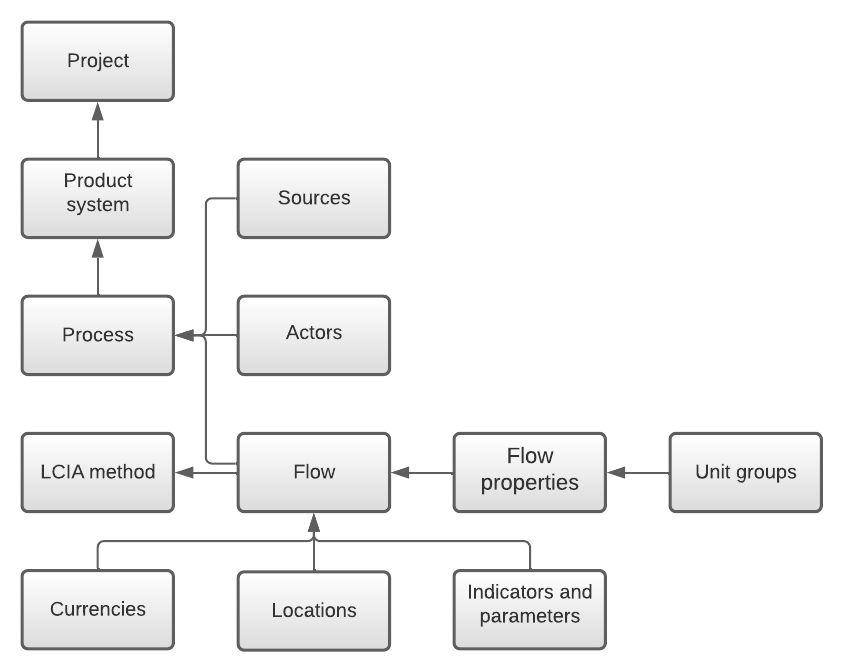 Project
Product
system
Sources
Process
Actors
LCIA method
Flow
Flow
properties
Unit groups
Currencies
Locations
Indicators and
parameters